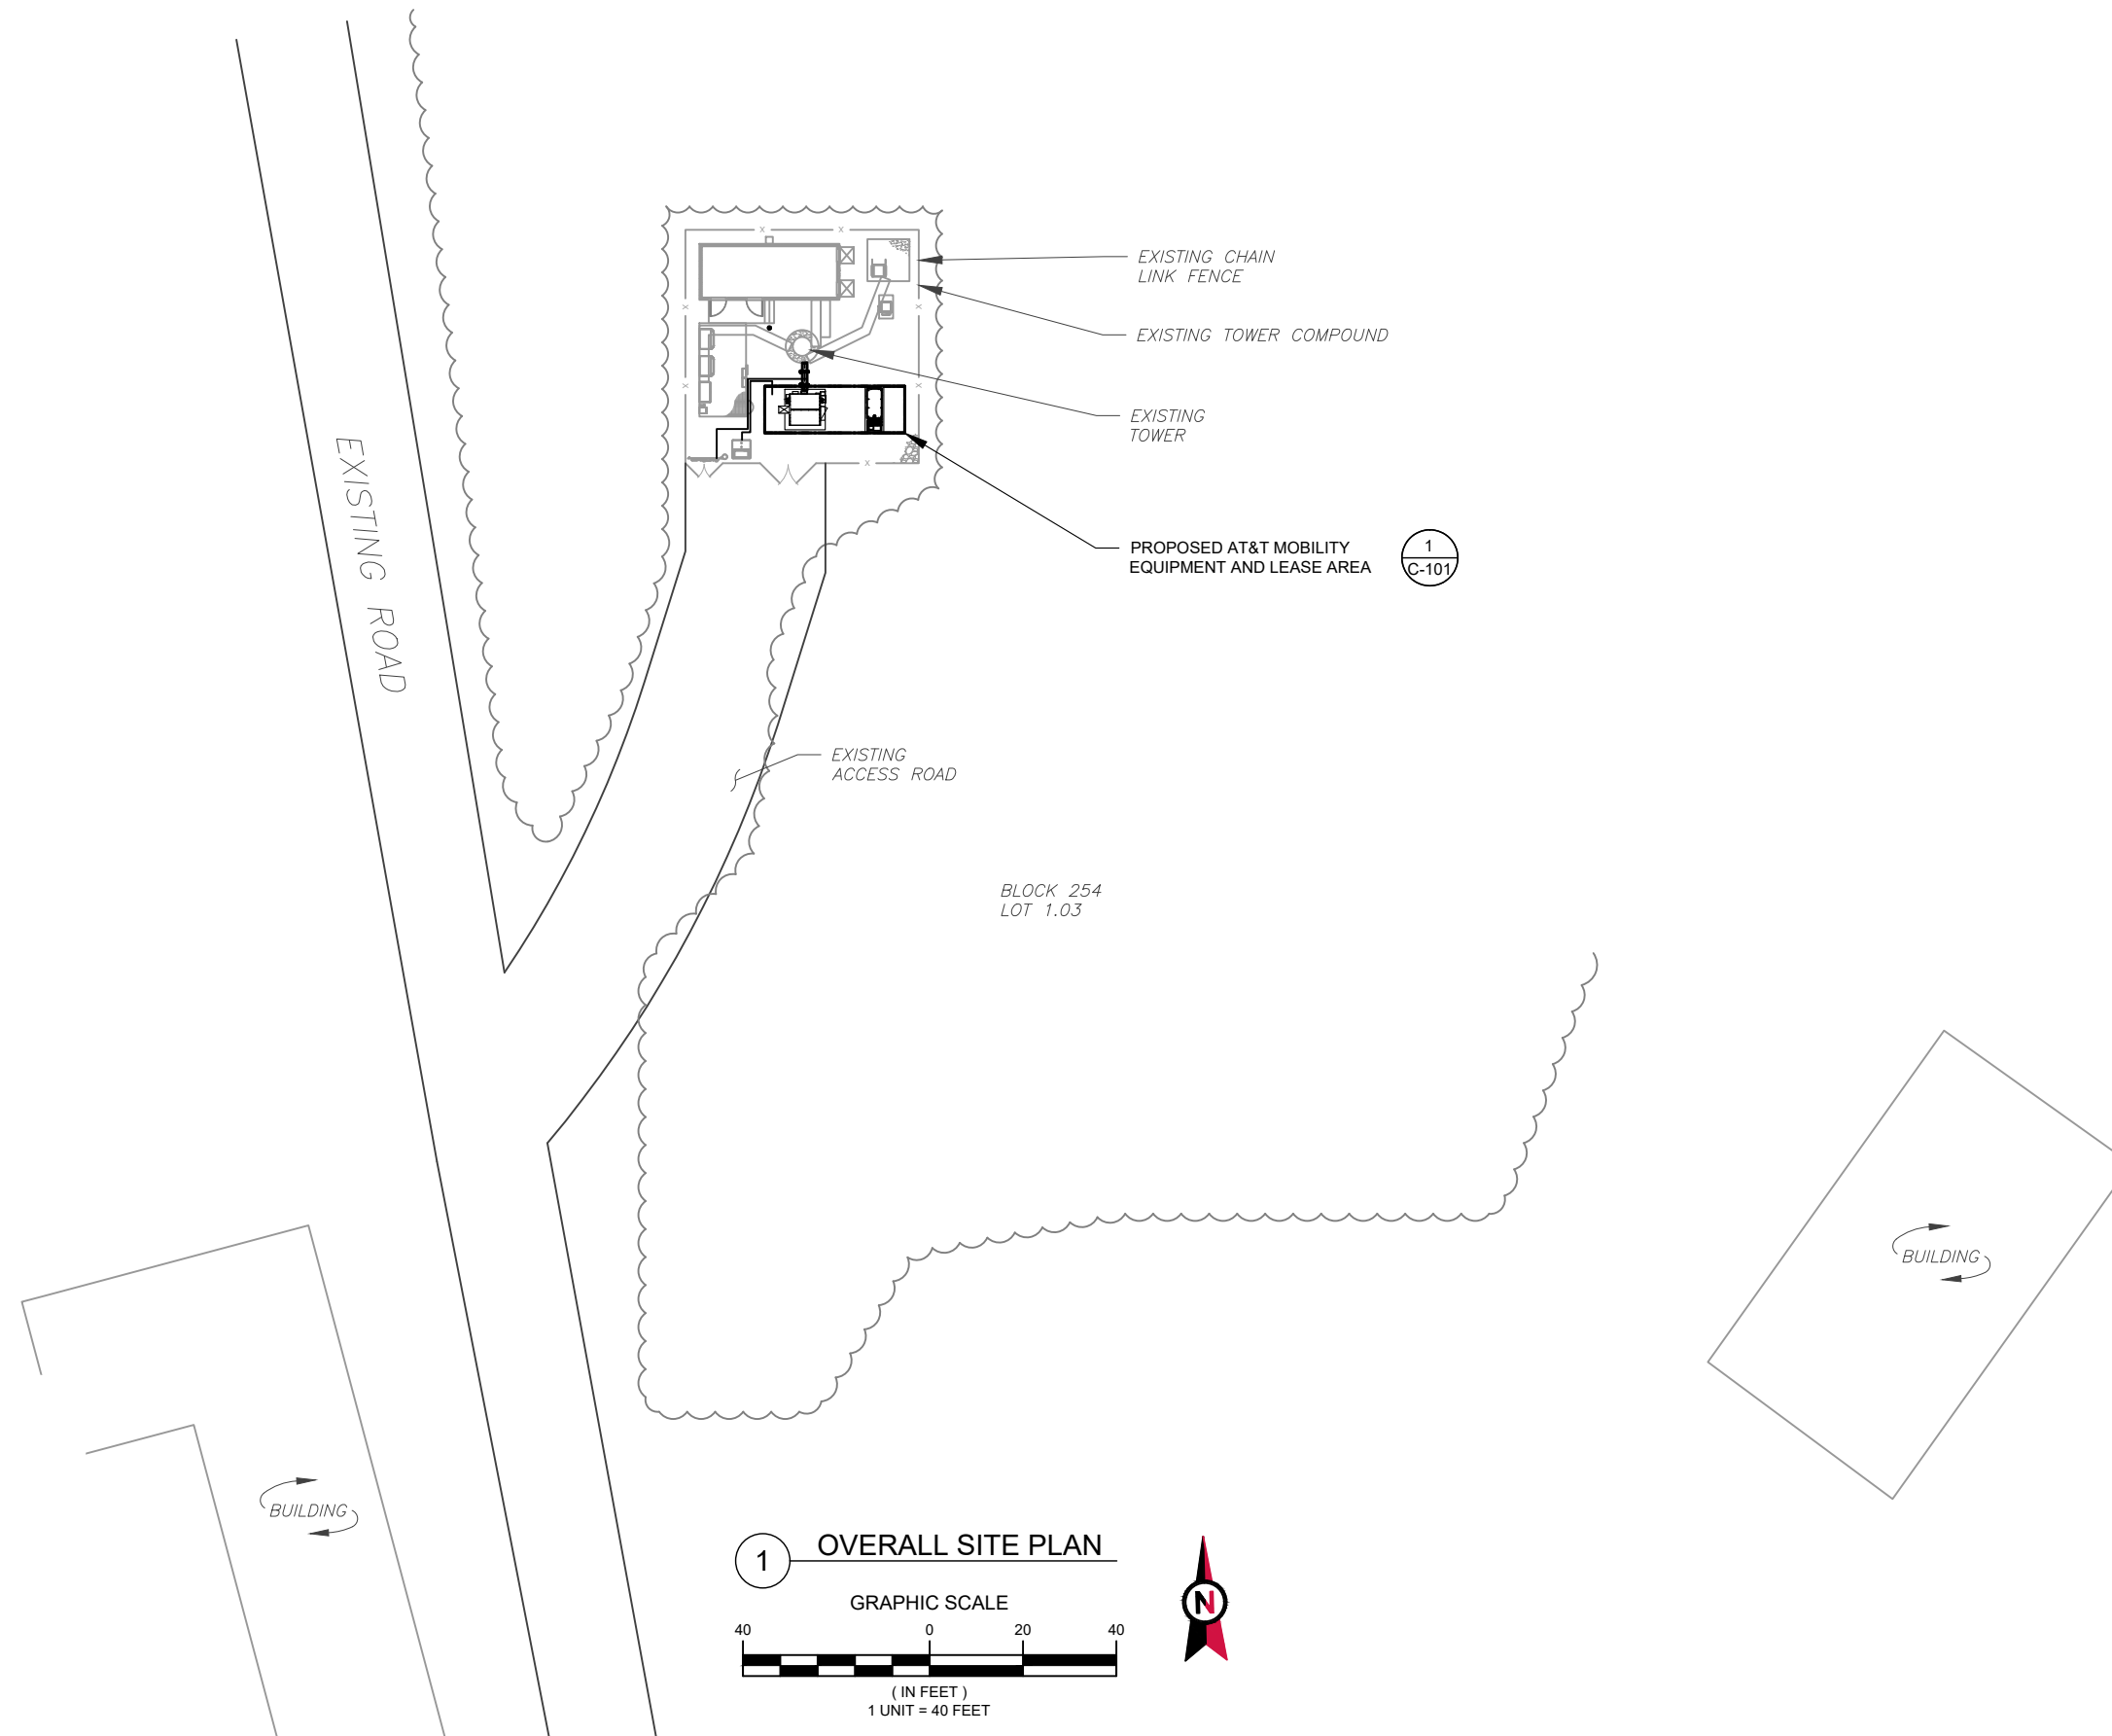 EXISTING CHAIN
LINK FENCE
EXISTING TOWER COMPOUND
EXISTING
TOWER
EXISTING ROAD
PROPOSED AT&T MOBILITY
EQUIPMENT AND LEASE AREA
1
C-101
EXISTING
ACCESS ROAD
BLOCK 254
LOT 1.03
BUILDING
BUILDING
1
OVERALL SITE PLAN
GRAPHIC SCALE
40 0 20 40
( IN FEET )
1 UNIT = 40 FEET
N